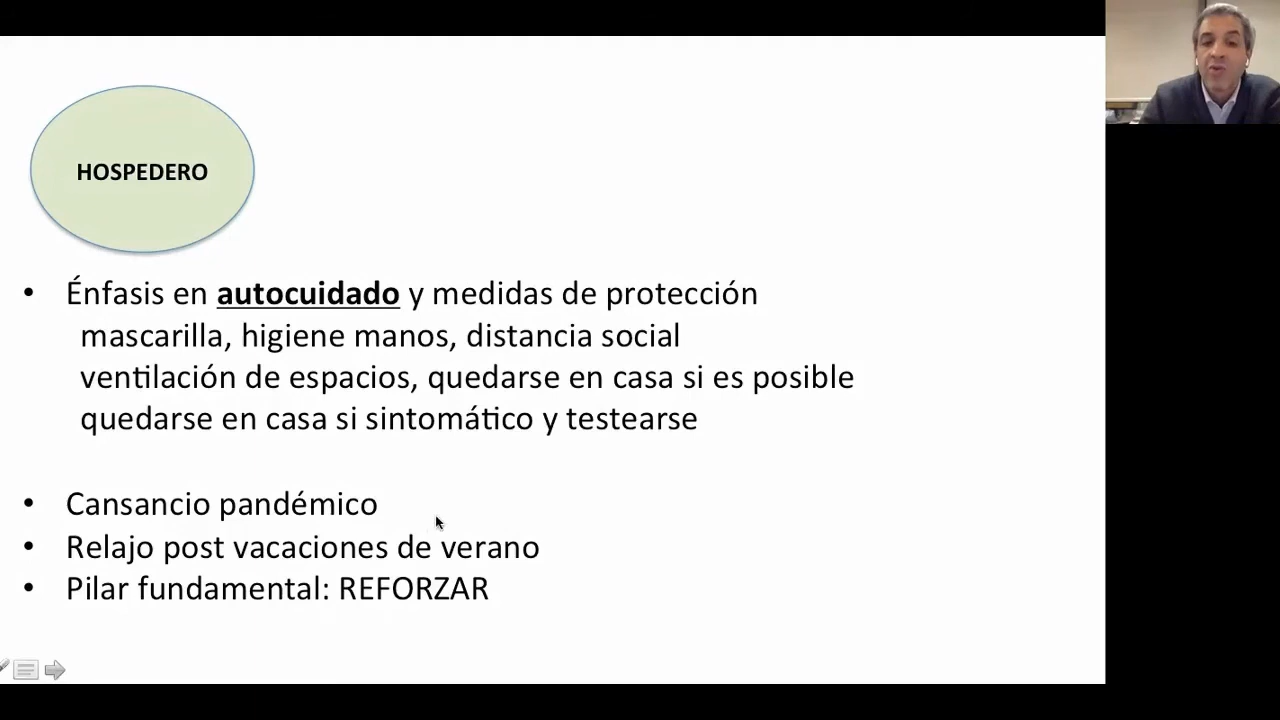 HOSPEDERO
• Énfasis en autocuidado y medidas de protección
mascarilla, higiene manos, distancia social
ventilación de espacios, quedarse en casa si es posible
quedarse en casa si sintomático y testearse
• Cansancio pandémico
• Relajo post vacaciones de verano
• Pilar fundamental: REFORZAR